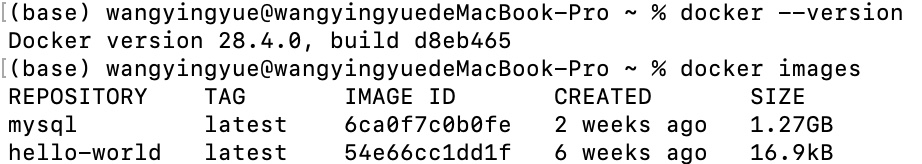 [(base) wangyingyue@wangyingyuedeMacBook-Pro ~ % docker --version
Docker version 28.4.0, build d8eb465
[(base) wangyingyue@wangyingyuedeMacBook-Pro ~ % docker images
REPOSITORY TAG IMAGE ID CREATED SIZE
mysql latest 6ca0f7c0b0fe 2 weeks ago 1.27GB
hello-world latest 54e66cc1dd1f 6 weeks ago 16.9kB